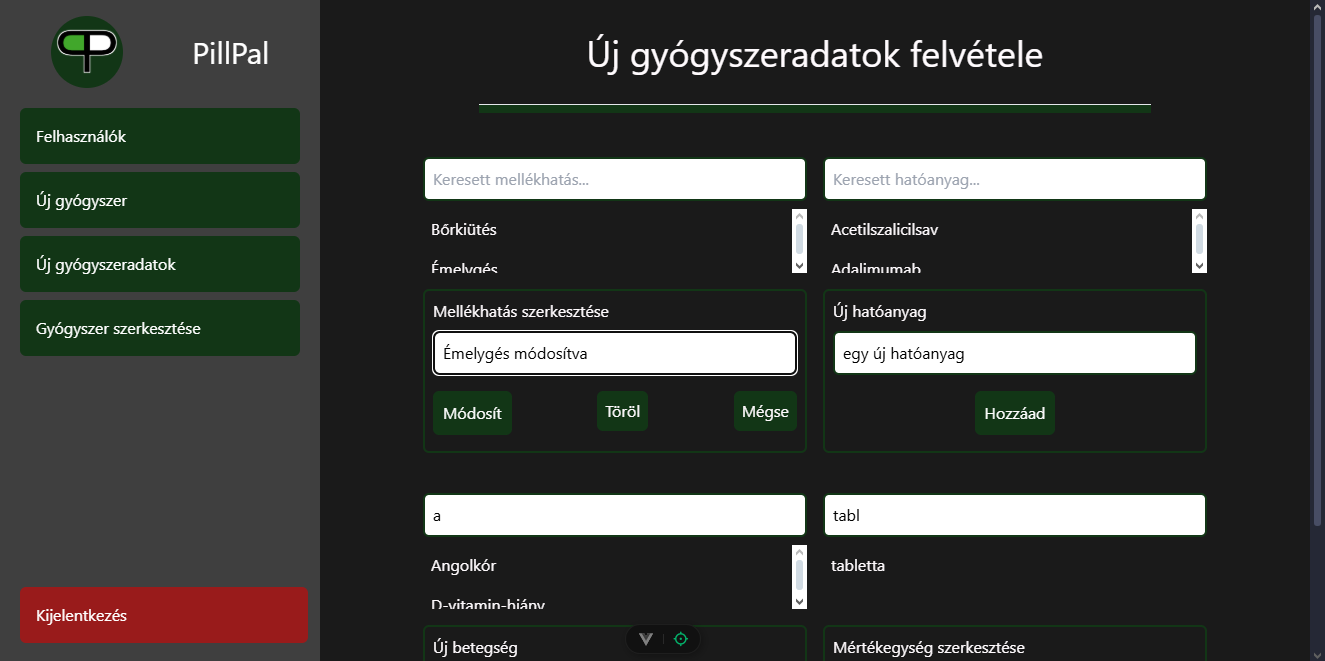 PillPal
Felhasználók
Új gyógyszer
Új gyógyszeradatok
Gyógyszer szerkesztése
Kijelentkezés
Új gyógyszeradatok felvétele
Keresett mellékhatás...
Bőrkiütés
Émelygés
Mellékhatás szerkesztése
Émelygés módosítva
Módosít
Töröl
Mégse
Keresett hatóanyag...
Acetilszalicilsav
Adalimumab
Új hatóanyag
egy új hatóanyag
Hozzáad
a
Angolkór
D-vitamin-hiány
Új betegség
tabl
tabletta
Mértékegység szerkesztése